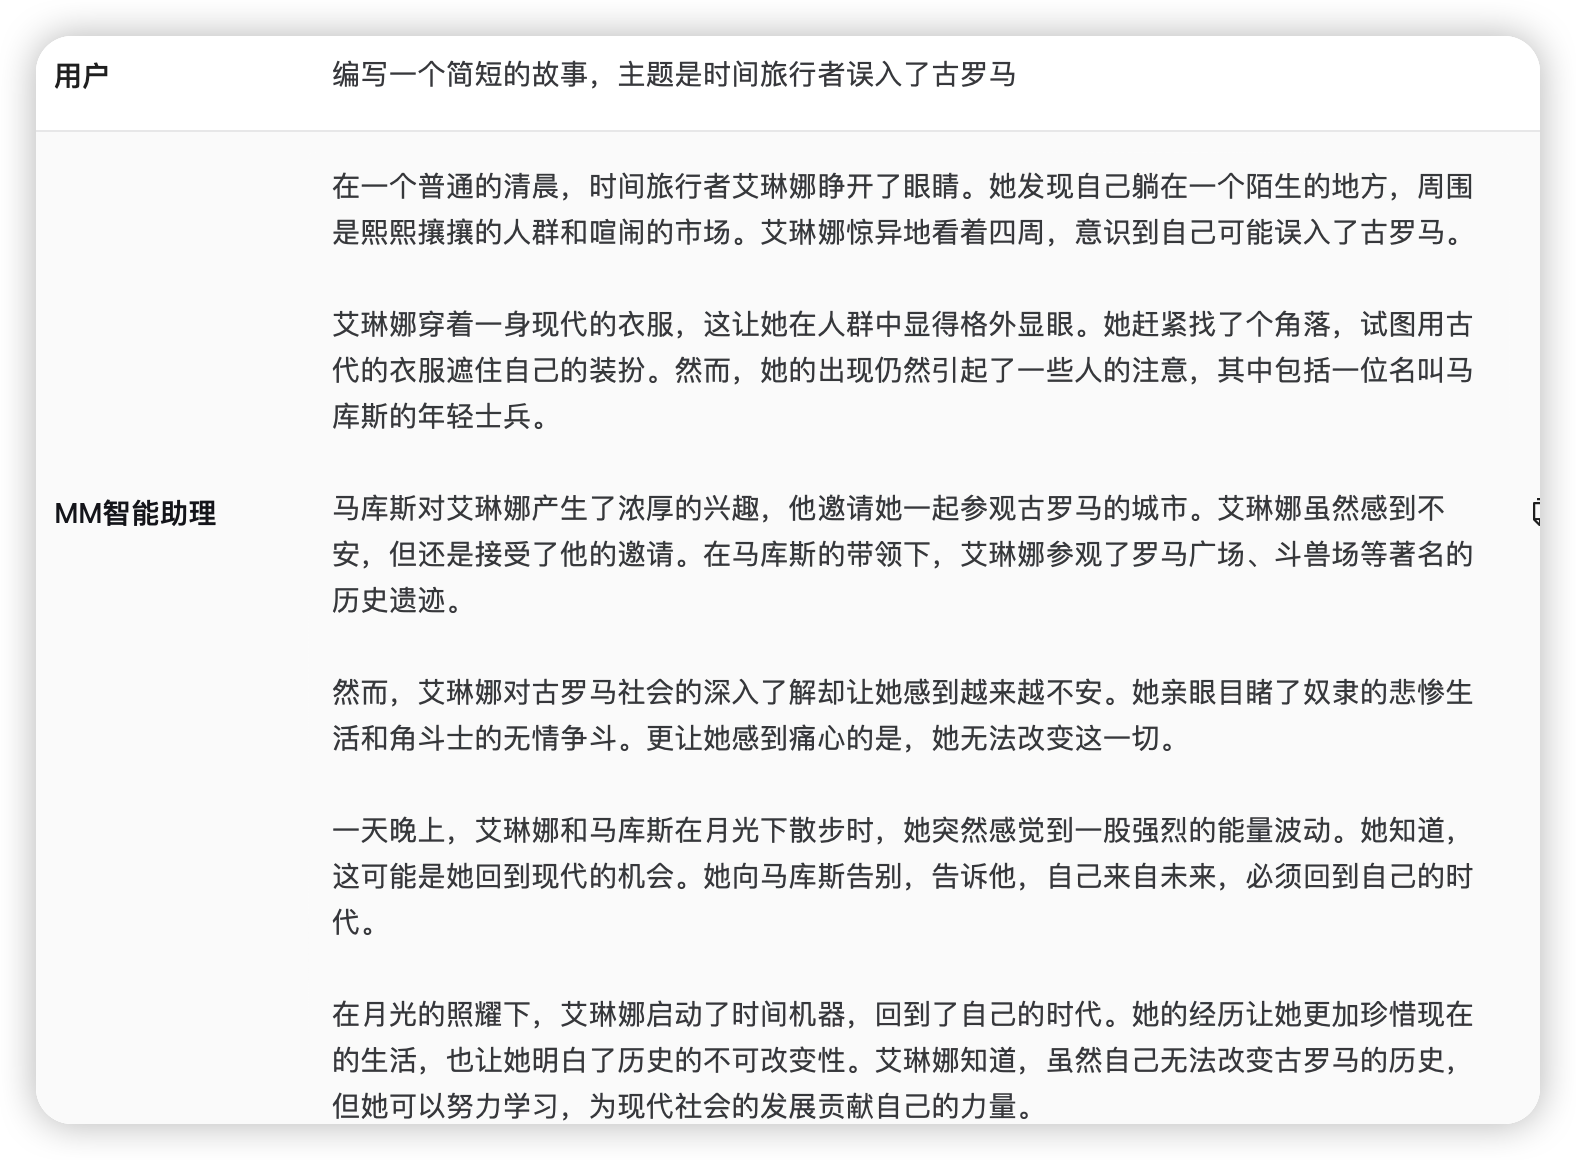 用户
编写一个简短的故事，主题是时间旅行者误入了古罗马
在一个普通的清晨，时间旅行者艾琳娜睁开了眼睛。她发现自己躺在一个陌生的地方，周围
是熙熙攘攘的人群和喧闹的市场。艾琳娜惊异地看着四周，意识到自己可能误入了古罗马。
艾琳娜穿着一身现代的衣服，这让她在人群中显得格外显眼。她赶紧找了个角落，试图用古
代的衣服遮住自己的装扮。然而，她的出现仍然引起了一些人的注意，其中包括一位名叫马
库斯的年轻士兵。
MM智能助理
马库斯对艾琳娜产生了浓厚的兴趣，他邀请她一起参观古罗马的城市。艾琳娜虽然感到不
安，但还是接受了他的邀请。在马库斯的带领下，艾琳娜参观了罗马广场、斗兽场等著名的
历史遗迹。
然而，艾琳娜对古罗马社会的深入了解却让她感到越来越不安。她亲眼目睹了奴隶的悲惨生
活和角斗士的无情争斗。更让她感到痛心的是，她无法改变这一切。
一天晚上，艾琳娜和马库斯在月光下散步时，她突然感觉到一股强烈的能量波动。她知道，
这可能是她回到现代的机会。她向马库斯告别，告诉他，自己来自未来，必须回到自己的时
代。
在月光的照耀下，艾琳娜启动了时间机器，回到了自己的时代。她的经历让她更加珍惜现在
的生活，也让她明白了历史的不可改变性。艾琳娜知道，虽然自己无法改变古罗马的历史，
但她可以努力学习，为现代社会的发展贡献自己的力量。